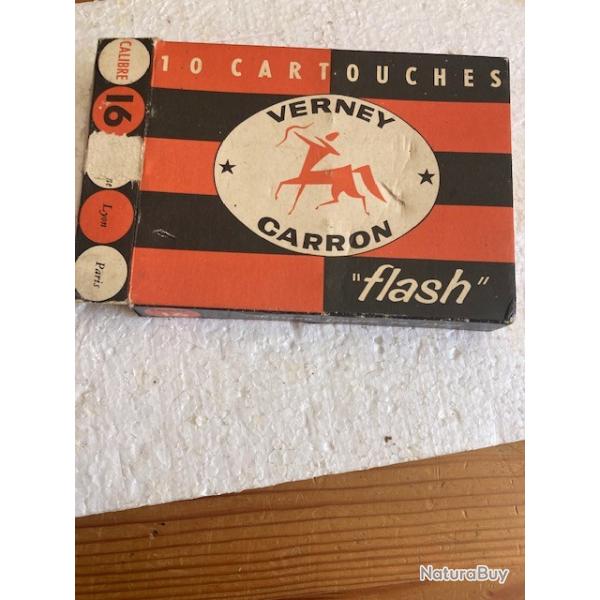 10 CARTOUCHES
VERNEY
CARRON
"flash"
CALIBRE
16
Lyon
Paris
NaturaBuy